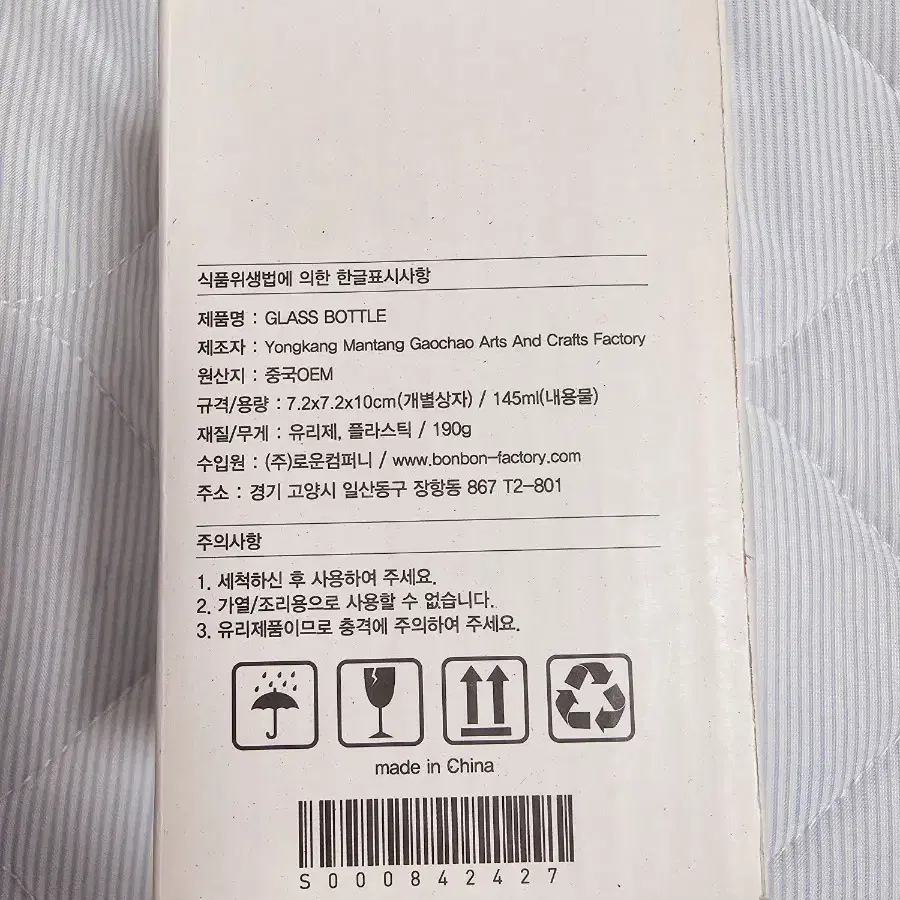 식품위생법에 의한 한글표시사항
제품명 : GLASS BOTTLE
제조자 : Yongkang Mantang Gaochao Arts And Crafts Factory
원산지 : 중국OEM
규격/용량 : 7.2x7.2x10cm(개별상자) / 145ml(내용물)
재질/무게 : 유리제, 플라스틱 / 190g
수입원 : (주)로운컴퍼니 / www.bonbon-factory.com
주소 : 경기 고양시 일산동구 장항동 867 T2-801
주의사항
1. 세척하신 후 사용하여 주세요.
2. 가열/조리용으로 사용할 수 없습니다.
3. 유리제품이므로 충격에 주의하여 주세요.
made in China
S000842427